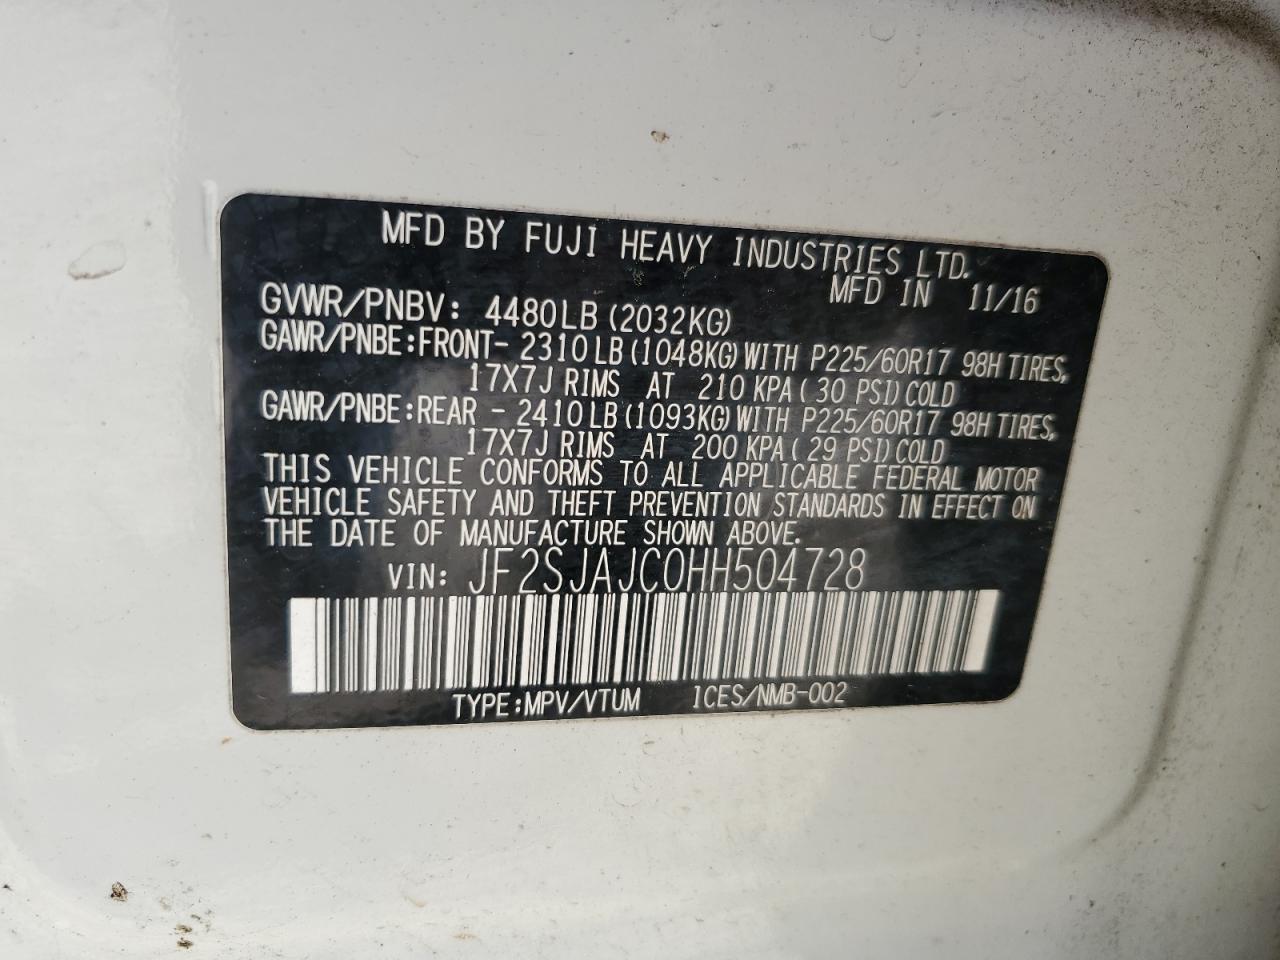 MFD BY FUJI HEAVY INDUSTRIES LTD.
MFD IN 11/16
GVWR/PNBV: 4480LB (2032KG)
GAWR/PNBE:FRONT- 2310LB (1048KG) WITH P225/60R17 98H TIRES,
17X7J RIMS AT 210 KPA( 30 PSI) COLD
GAWR/PNBE:REAR - 2410LB (1093KG) WITH P225/60R17 98H TIRES,
17X7J RIMS AT 200 KPA( 29 PSI) COLD
THIS VEHICLE CONFORMS TO ALL APPLICABLE FEDERAL MOTOR
VEHICLE SAFETY AND THEFT PREVENTION STANDARDS IN EFFECT ON
THE DATE OF MANUFACTURE SHOWN ABOVE.
VIN: JF2SJAJC0HH504728
TYPE:MPV/VTUM ICES/NMB-002